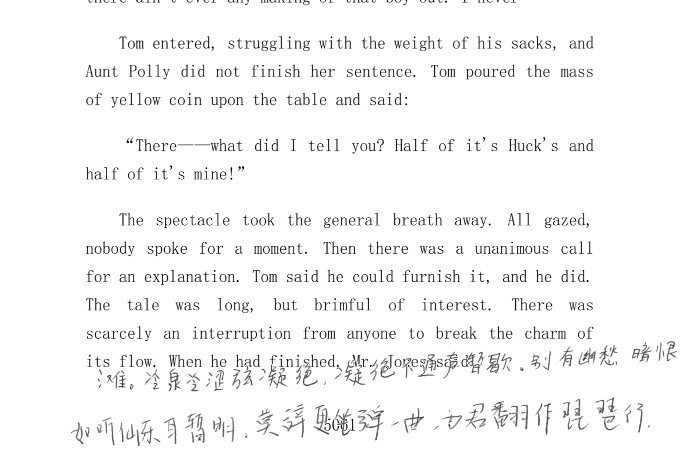 there ain't ever any making of that boy out. I never
Tom entered, struggling with the weight of his sacks, and
Aunt Polly did not finish her sentence. Tom poured the mass
of yellow coin upon the table and said:
“There——what did I tell you? Half of it's Huck's and
half of it's mine!”
The spectacle took the general breath away. All gazed,
nobody spoke for a moment. Then there was a unanimous call
for an explanation. Tom said he could furnish it, and he did.
The tale was long, but brimful of interest. There was
scarcely an interruption from anyone to break the charm of
its flow. When he had finished, Mr. Jones said:
滩。冷泉冷涩弦凝绝,凝绝不通声暂歇。别有幽愁 暗恨
如听仙乐耳暂明。莫辞更弹一曲,为君翻作琵琶行.